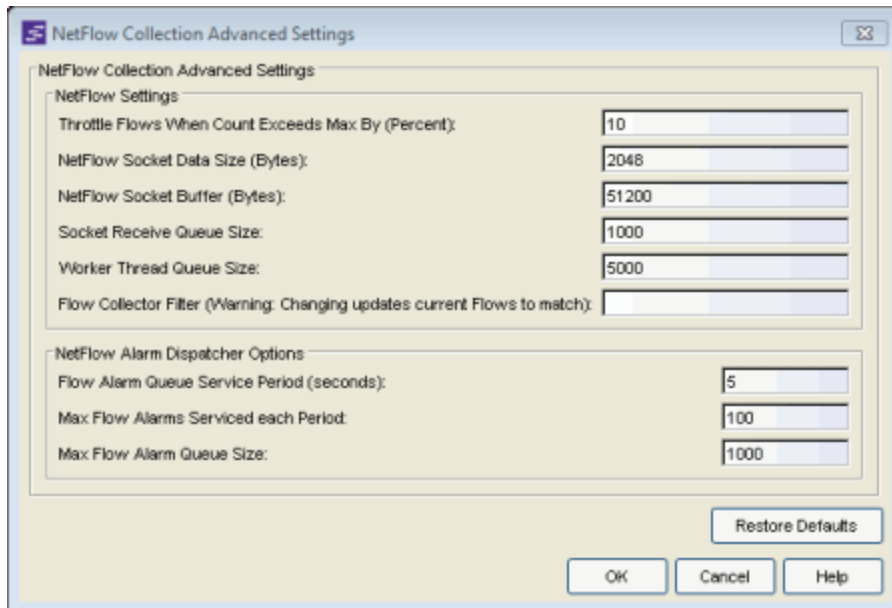 NetFlow Collection Advanced Settings
NetFlow Collection Advanced Settings
NetFlow Settings
Throttle Flows When Count Exceeds Max By (Percent): 10
NetFlow Socket Data Size (Bytes): 2048
NetFlow Socket Buffer (Bytes): 51200
Socket Receive Queue Size: 1000
Worker Thread Queue Size: 5000
Flow Collector Filter (Warning: Changing updates current Flows to match):
NetFlow Alarm Dispatcher Options
Flow Alarm Queue Service Period (seconds): 5
Max Flow Alarms Serviced each Period: 100
Max Flow Alarm Queue Size: 1000
Restore Defaults
OK Cancel Help